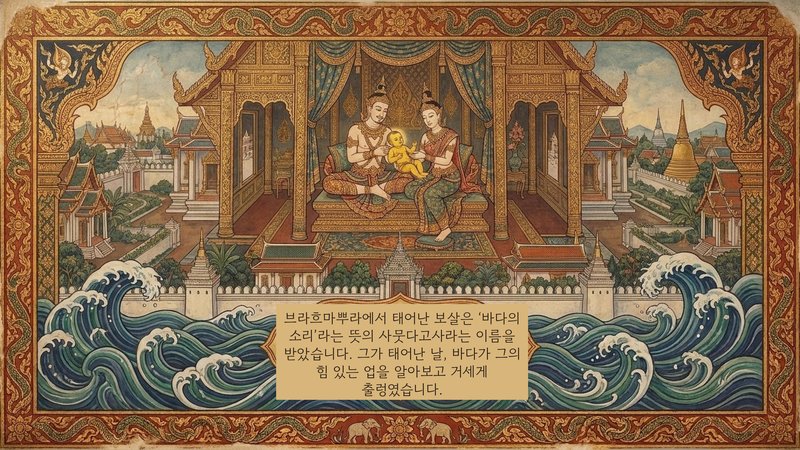 브라흐마뿌라에서 태어난 보살은 ‘바다의
소리’라는 뜻의 사뭇다고사라는 이름을
받았습니다. 그가 태어난 날, 바다가 그의
힘 있는 업을 알아보고 거세게
출렁였습니다.